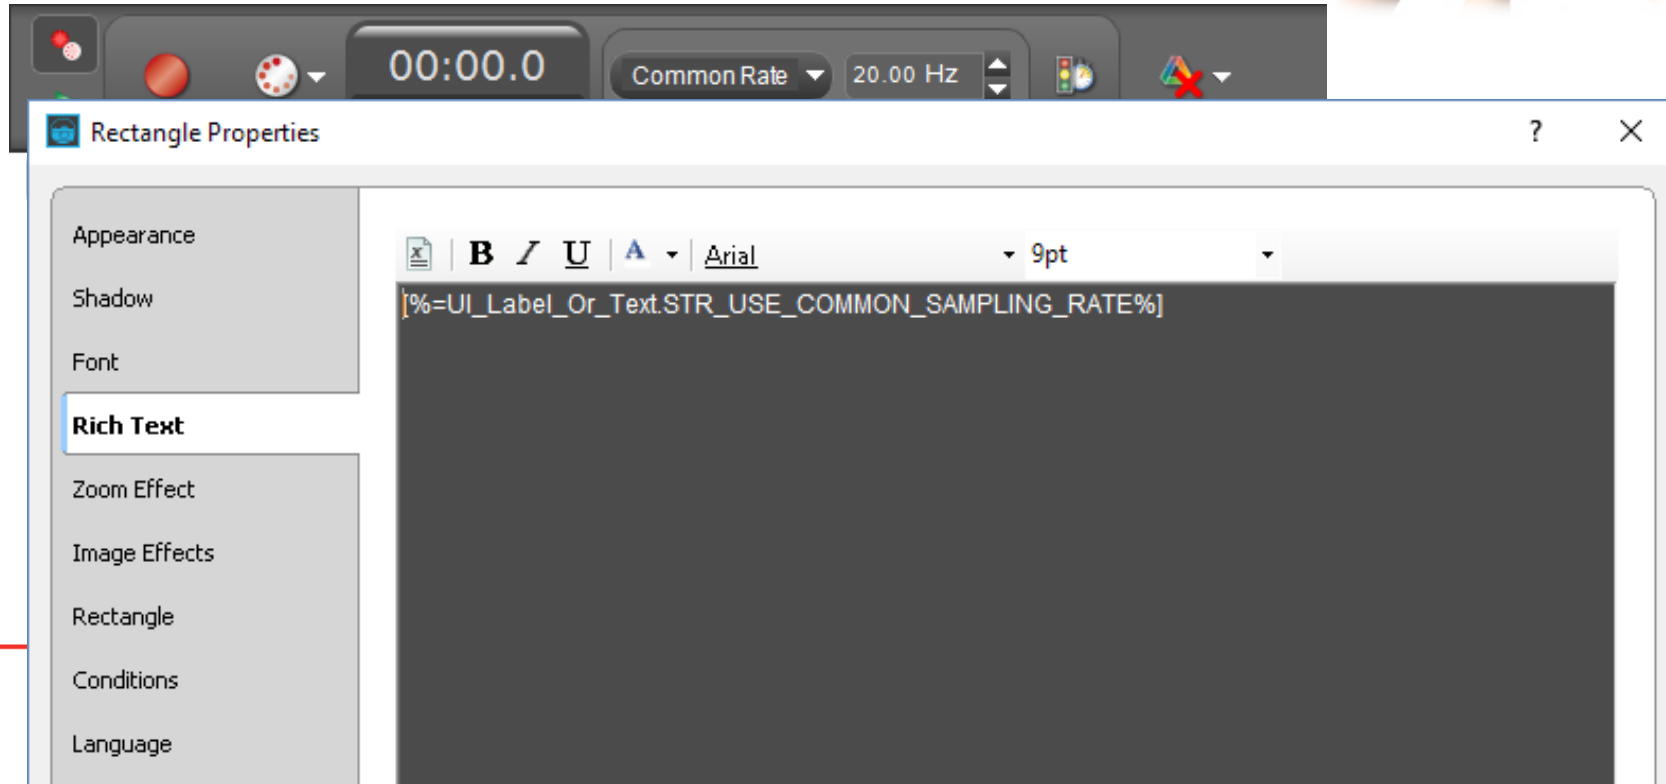 00:00.0
Common Rate
20.00 Hz
Rectangle Properties
?
Appearance
Shadow
Font
Rich Text
Zoom Effect
Image Effects
Rectangle
Conditions
Language
B I U A Arial 9pt
[%=UI_Label_Or_Text.STR_USE_COMMON_SAMPLING_RATE%]